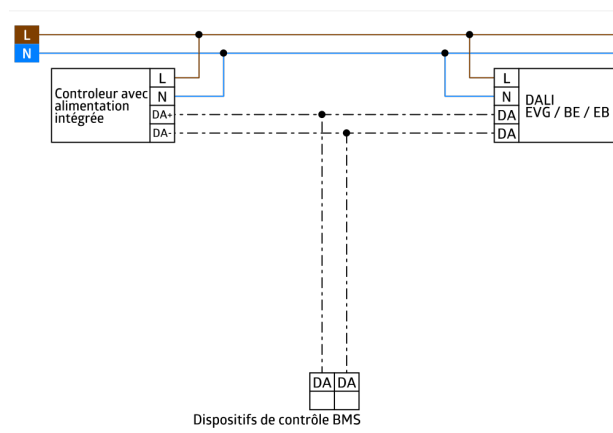 L
N
Controleur avec
alimentation
intégrée
L
N
DA+
DA-
L
N
DA
DA
DALI
EVG / BE / EB
DA DA
Dispositifs de contrôle BMS